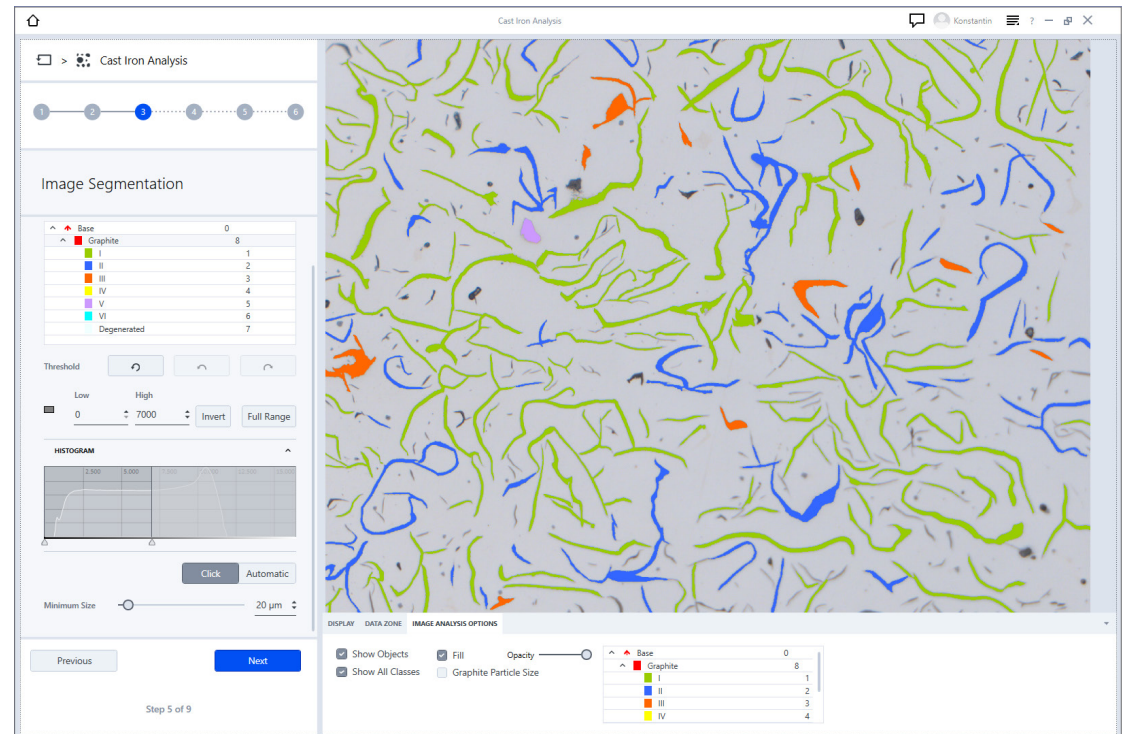 Cast Iron Analysis
Konstantin
?
> Cast Iron Analysis
1 2 3 4 5 6
Image Segmentation
Base 0
Graphite 8
I 1
II 2
III 3
IV 4
V 5
VI 6
Degenerated 7
Threshold
Low High
0 7000 Invert Full Range
HISTOGRAM
2.500 5.000
Click Automatic
Minimum Size 20 µm
Previous Next
Step 5 of 9
DISPLAY DATA ZONE IMAGE ANALYSIS OPTIONS
Show Objects Fill Opacity
Show All Classes Graphite Particle Size
Base 0
Graphite 8
I 1
II 2
III 3
IV 4